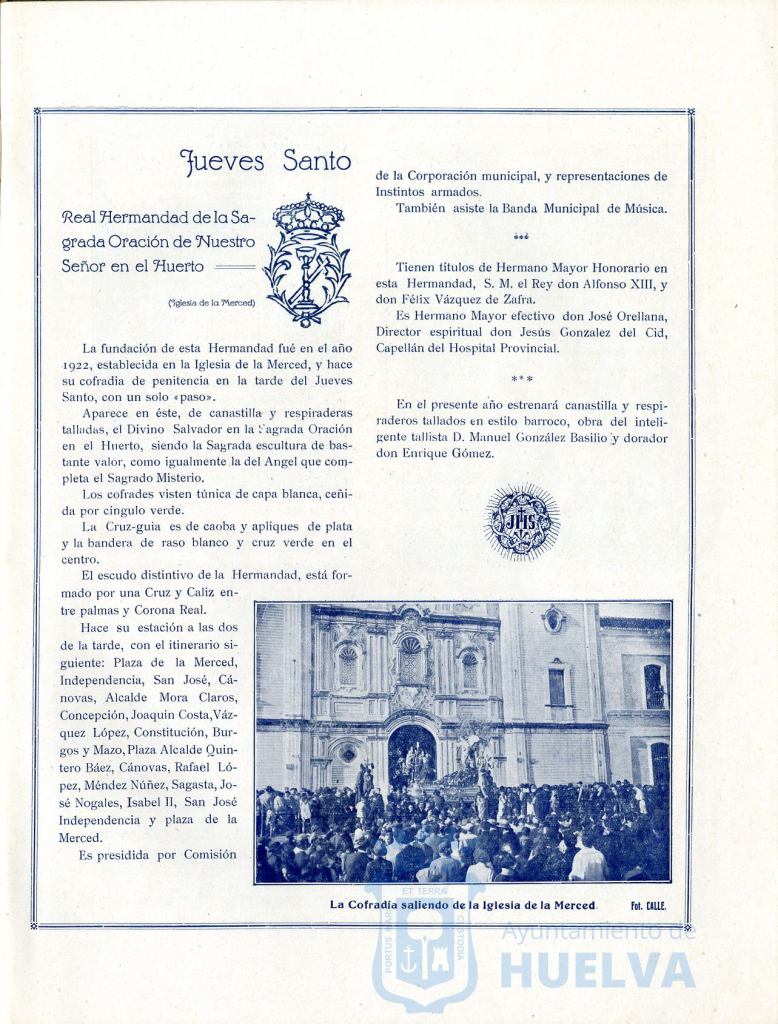 Jueves Santo
Real Hermandad de la Sa-
grada Oración de Nuestro
Señor en el Huerto
(Iglesia de la Merced)
La fundación de esta Hermandad fué en el año
1922, establecida en la Iglesia de la Merced, y hace
su cofradia de penitencia en la tarde del Jueves
Santo, con un solo «paso».
Aparece en éste, de canastilla y respiraderas
talladas, el Divino Salvador en la Sagrada Oración
en el Huerto, siendo la Sagrada escultura de bas-
tante valor, como igualmente la del Angel que com-
pleta el Sagrado Misterio.
Los cofrades visten túnica de capa blanca, ceñi-
da por cíngulo verde.
La Cruz-guia es de caoba y apliques de plata
y la bandera de raso blanco y cruz verde en el
centro.
El escudo distintivo de la Hermandad, está for-
mado por una Cruz y Caliz en-
tre palmas y Corona Real.
Hace su estación a las dos
de la tarde, con el itinerario si-
guiente: Plaza de la Merced,
Independencia, San José, Cá-
novas, Alcalde Mora Claros,
Concepción, Joaquín Costa, Váz-
quez López, Constitución, Bur-
gos y Mazo, Plaza Alcalde Quin-
tero Báez, Cánovas, Rafael Ló-
pez, Méndez Núñez, Sagasta, Jo-
sé Nogales, Isabel II, San José
Independencia y plaza de la
Merced.
Es presidida por Comisión
de la Corporación municipal, y representaciones de
Instintos armados.
También asiste la Banda Municipal de Música.
***
Tienen títulos de Hermano Mayor Honorario en
esta Hermandad, S. M. el Rey don Alfonso XIII, y
don Félix Vázquez de Zafra.
Es Hermano Mayor efectivo don José Orellana,
Director espiritual don Jesús Gonzalez del Cid,
Capellán del Hospital Provincial.
***
En el presente año estrenará canastilla y respi-
raderos tallados en estilo barroco, obra del inteli-
gente tallista D. Manuel González Basilio y dorador
don Enrique Gómez.
JHS
La Cofradía saliendo de la Iglesia de la Merced.
Fot. CALLE.
PORTUS MARIS ET TERRÆ CUSTODIA
Ayuntamiento de
HUELVA